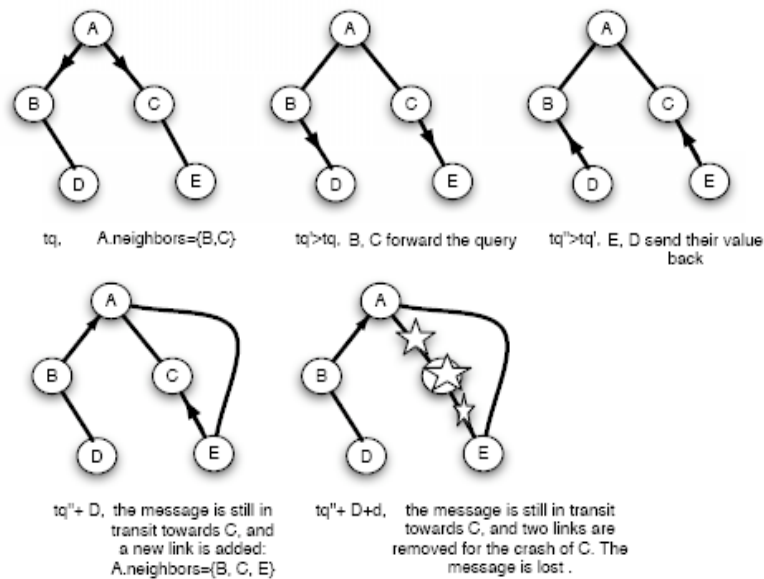 A
B
C
D
E
tq, A.neighbors={B,C}
A
B
C
D
E
tq'>tq, B, C forward the query
A
B
C
D
E
tq''>tq'. E, D send their value
back
A
B
C
D
E
tq''+ D, the message is still in
transit towards C, and
a new link is added:
A.neighbors={B, C, E}
A
B
D
E
tq''+ D+d, the message is still in transit
towards C, and two links are
removed for the crash of C. The
message is lost .